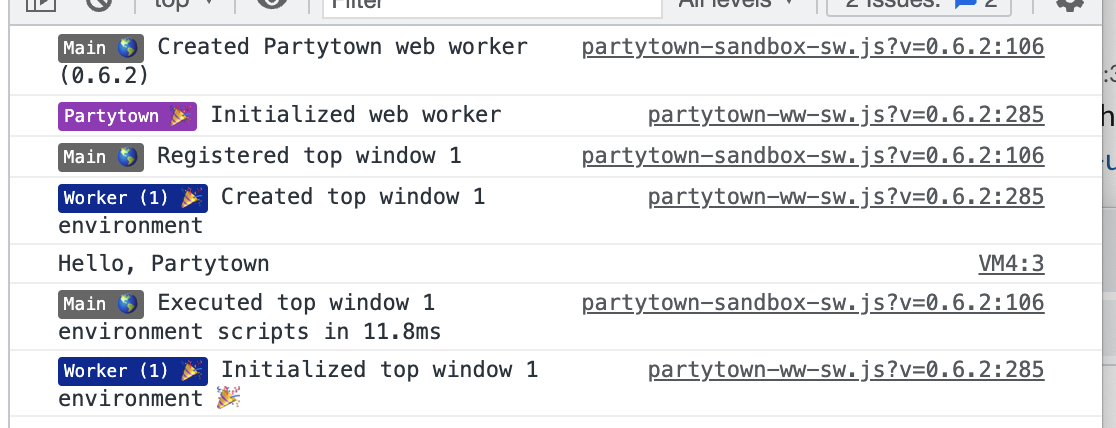 top
Filter
All levels
2 Issues: 2
Main 🌎 Created Partytown web worker partytown-sandbox-sw.js?v=0.6.2:106
(0.6.2)
Partytown 🎉 Initialized web worker partytown-ww-sw.js?v=0.6.2:285
Main 🌎 Registered top window 1 partytown-sandbox-sw.js?v=0.6.2:106
Worker (1) 🎉 Created top window 1 partytown-ww-sw.js?v=0.6.2:285
environment
Hello, Partytown VM4:3
Main 🌎 Executed top window 1 partytown-sandbox-sw.js?v=0.6.2:106
environment scripts in 11.8ms
Worker (1) 🎉 Initialized top window 1 partytown-ww-sw.js?v=0.6.2:285
environment 🎉